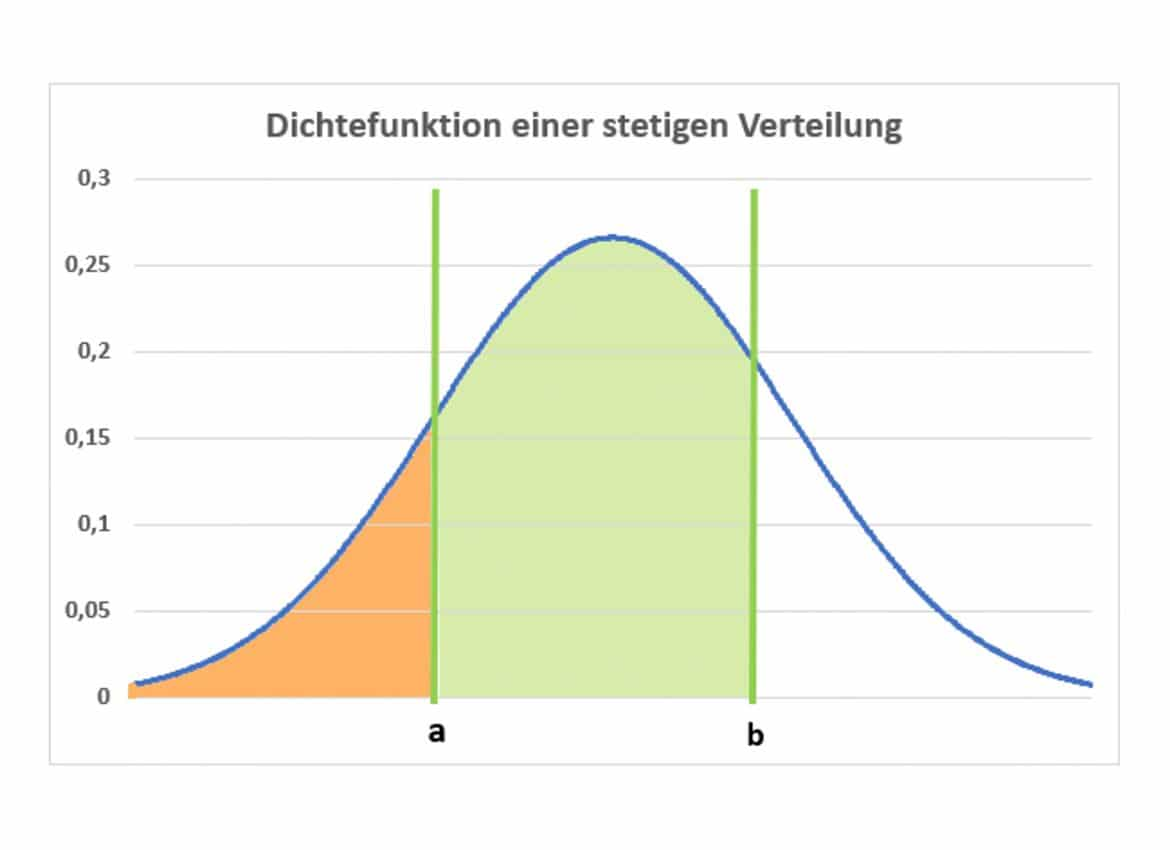 Dichtefunktion einer stetigen Verteilung
0,3
0,25
0,2
0,15
0,1
0,05
0
a
b